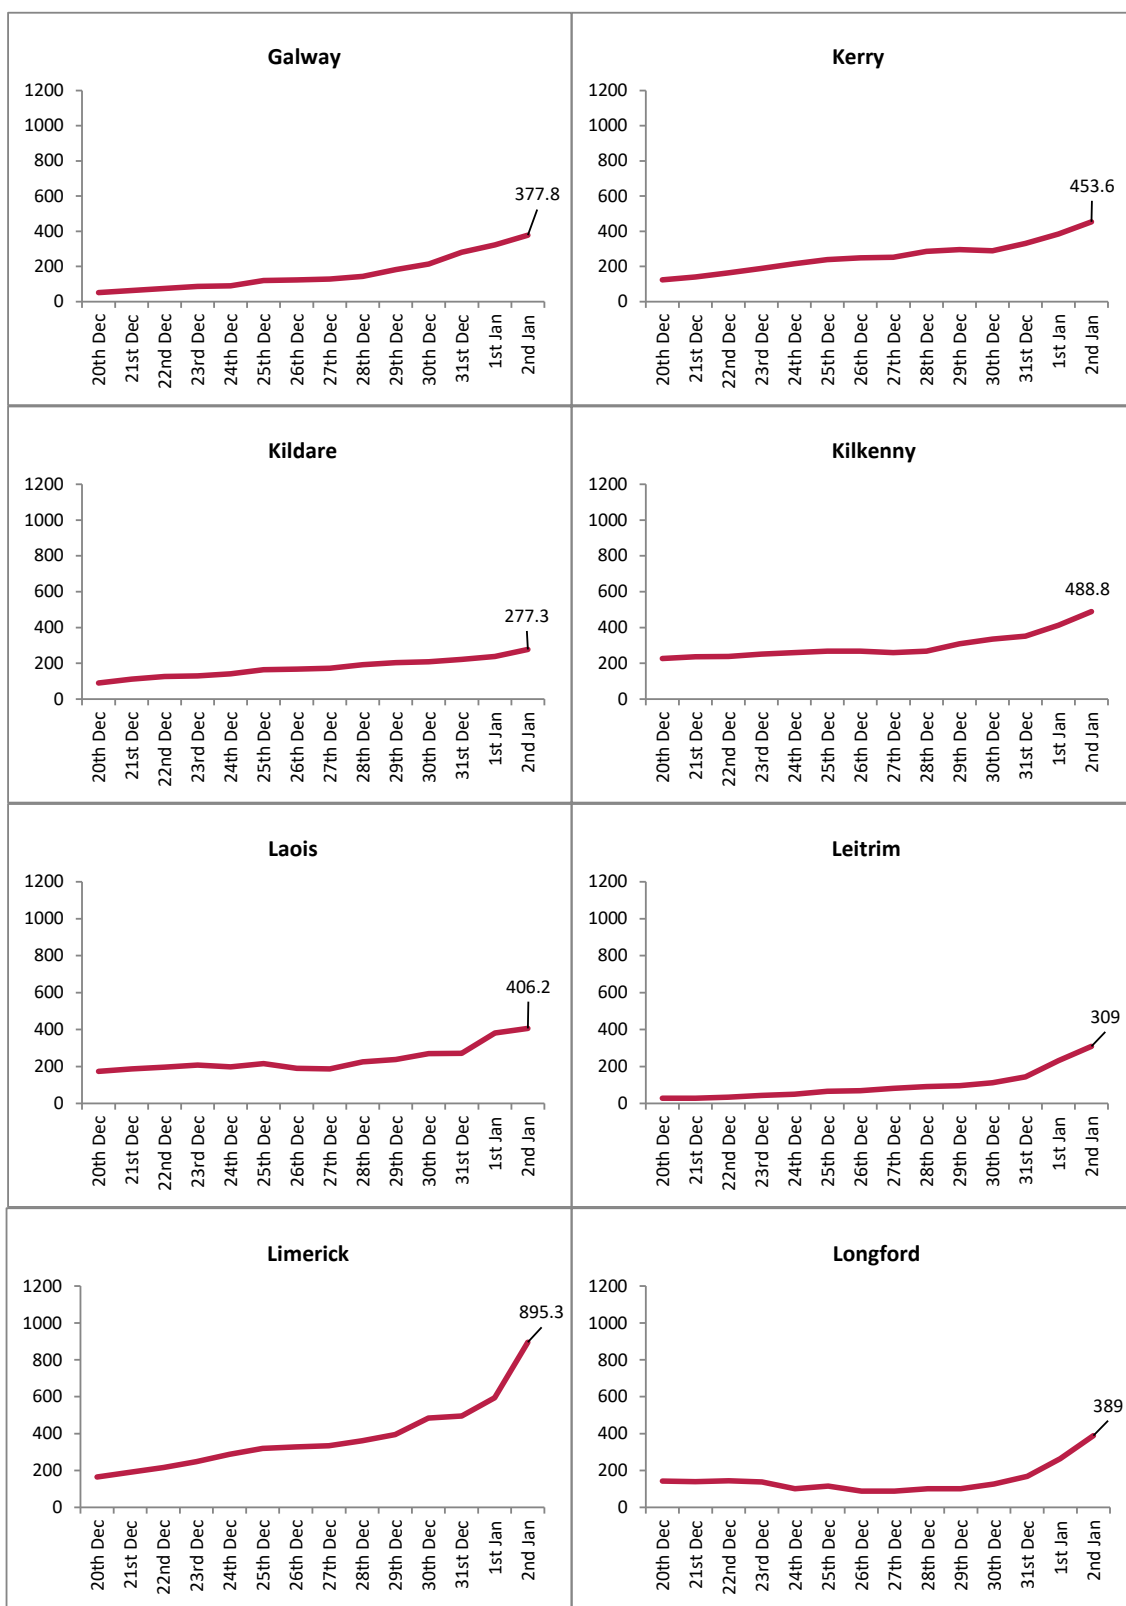 Galway
1200
1000
800
600
400
200
0
377.8
20th Dec
21st Dec
22nd Dec
23rd Dec
24th Dec
25th Dec
26th Dec
27th Dec
28th Dec
29th Dec
30th Dec
31st Dec
1st Jan
2nd Jan
Kerry
1200
1000
800
600
400
200
0
453.6
20th Dec
21st Dec
22nd Dec
23rd Dec
24th Dec
25th Dec
26th Dec
27th Dec
28th Dec
29th Dec
30th Dec
31st Dec
1st Jan
2nd Jan
Kildare
1200
1000
800
600
400
200
0
277.3
20th Dec
21st Dec
22nd Dec
23rd Dec
24th Dec
25th Dec
26th Dec
27th Dec
28th Dec
29th Dec
30th Dec
31st Dec
1st Jan
2nd Jan
Kilkenny
1200
1000
800
600
400
200
0
488.8
20th Dec
21st Dec
22nd Dec
23rd Dec
24th Dec
25th Dec
26th Dec
27th Dec
28th Dec
29th Dec
30th Dec
31st Dec
1st Jan
2nd Jan
Laois
1200
1000
800
600
400
200
0
406.2
20th Dec
21st Dec
22nd Dec
23rd Dec
24th Dec
25th Dec
26th Dec
27th Dec
28th Dec
29th Dec
30th Dec
31st Dec
1st Jan
2nd Jan
Leitrim
1200
1000
800
600
400
200
0
309
20th Dec
21st Dec
22nd Dec
23rd Dec
24th Dec
25th Dec
26th Dec
27th Dec
28th Dec
29th Dec
30th Dec
31st Dec
1st Jan
2nd Jan
Limerick
1200
1000
800
600
400
200
0
895.3
20th Dec
21st Dec
22nd Dec
23rd Dec
24th Dec
25th Dec
26th Dec
27th Dec
28th Dec
29th Dec
30th Dec
31st Dec
1st Jan
2nd Jan
Longford
1200
1000
800
600
400
200
0
389
20th Dec
21st Dec
22nd Dec
23rd Dec
24th Dec
25th Dec
26th Dec
27th Dec
28th Dec
29th Dec
30th Dec
31st Dec
1st Jan
2nd Jan